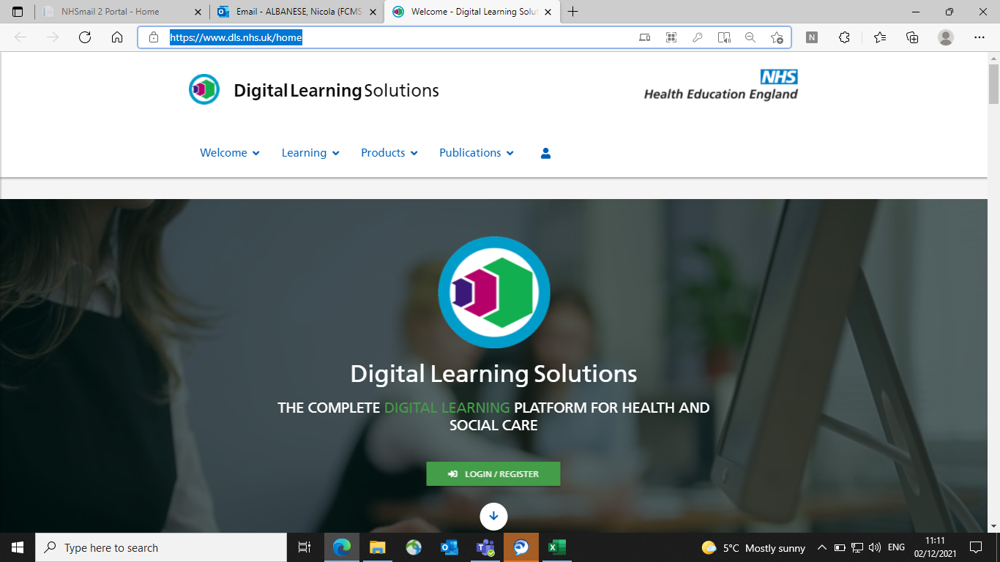 NHSmail 2 Portal - Home
Email - ALBANESE, Nicola (FCMS
Welcome - Digital Learning Solut
https://www.dls.nhs.uk/home
N
Digital Learning Solutions
NHS
Health Education England
Welcome Learning Products Publications
Digital Learning Solutions
THE COMPLETE DIGITAL LEARNING PLATFORM FOR HEALTH AND
SOCIAL CARE
LOGIN / REGISTER
Type here to search
5°C Mostly sunny
ENG
11:11
02/12/2021